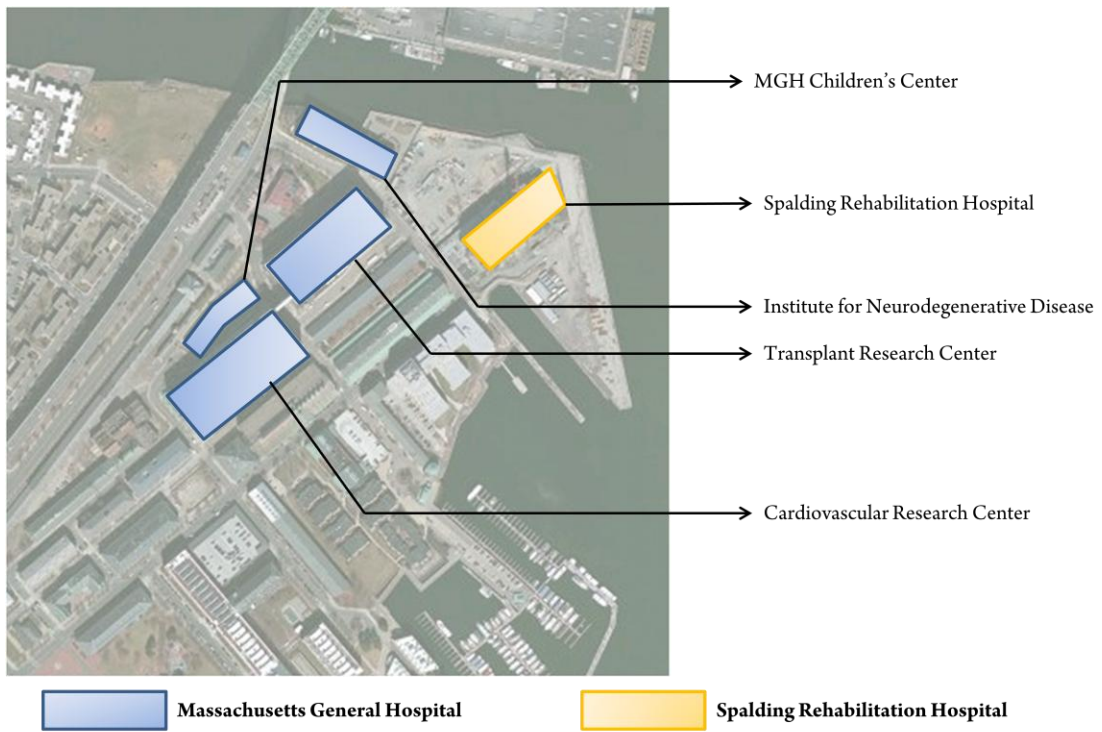 MGH Children's Center
Spalding Rehabilitation Hospital
Institute for Neurodegenerative Disease
Transplant Research Center
Cardiovascular Research Center
Massachusetts General Hospital
Spalding Rehabilitation Hospital